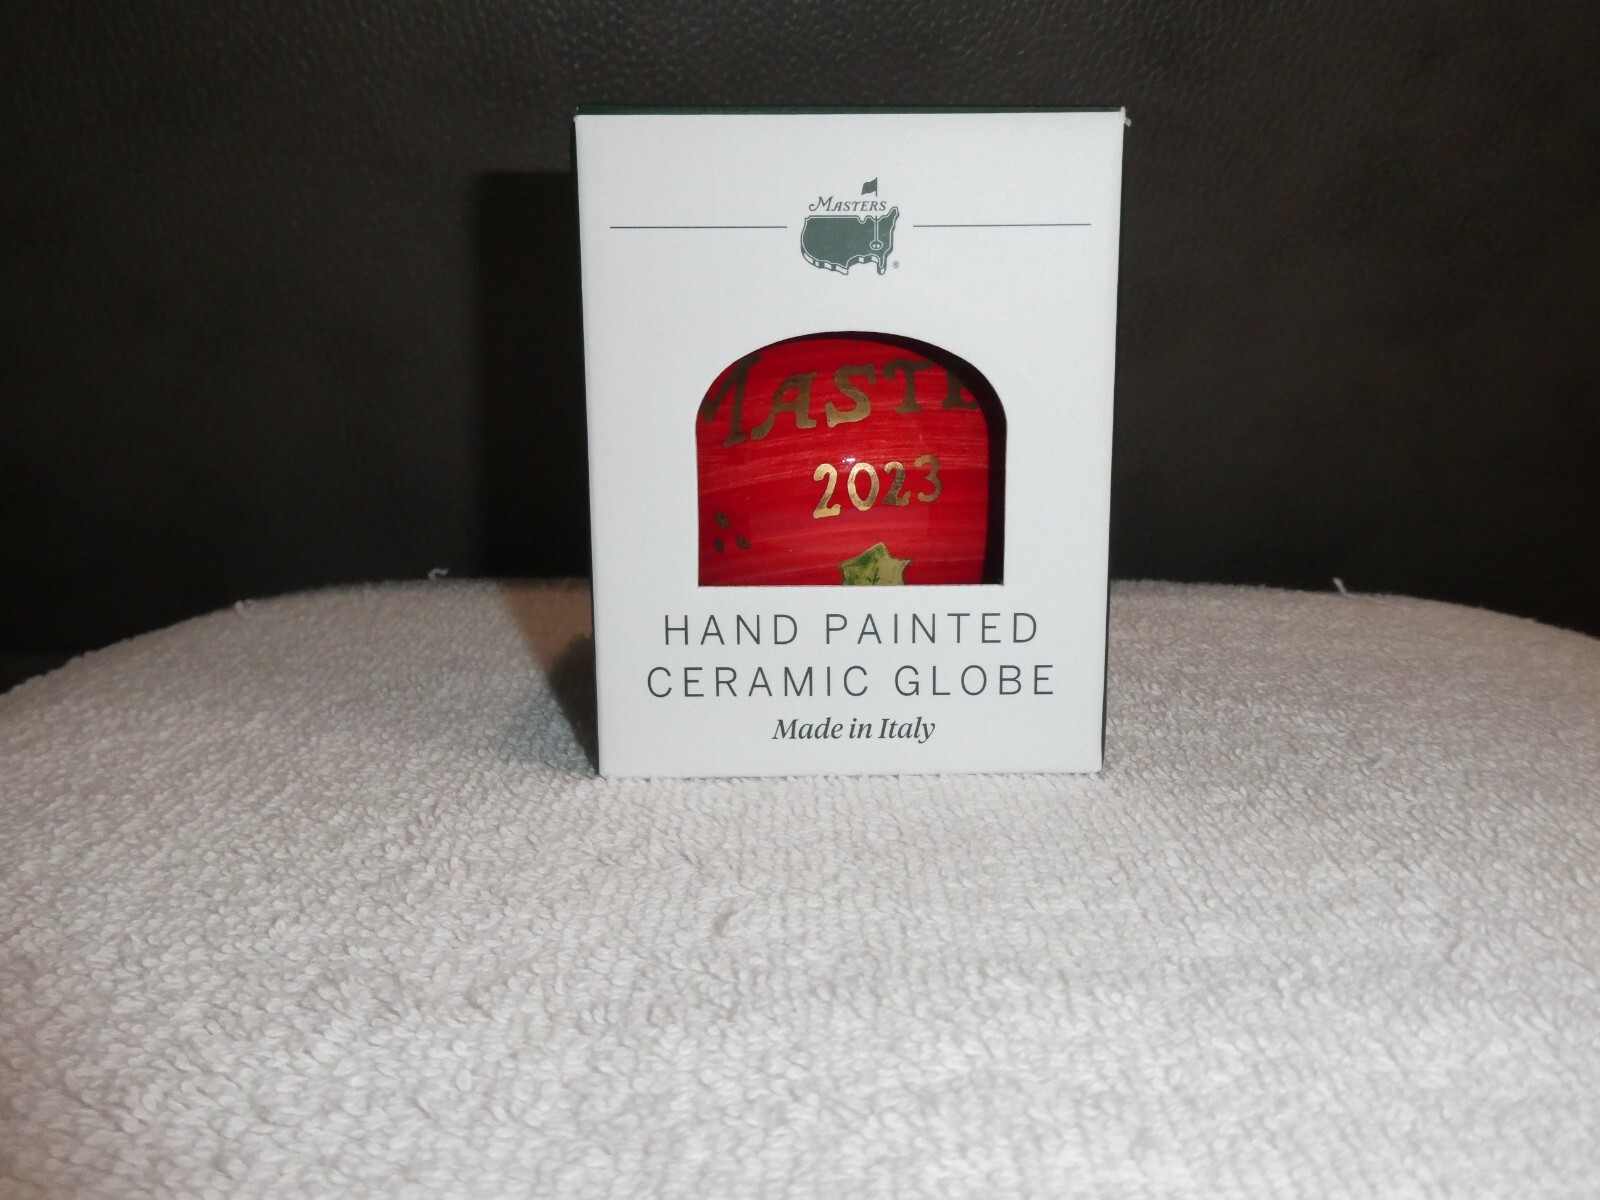 MASTERS
®
MASTE
2023
HAND PAINTED
CERAMIC GLOBE
Made in Italy